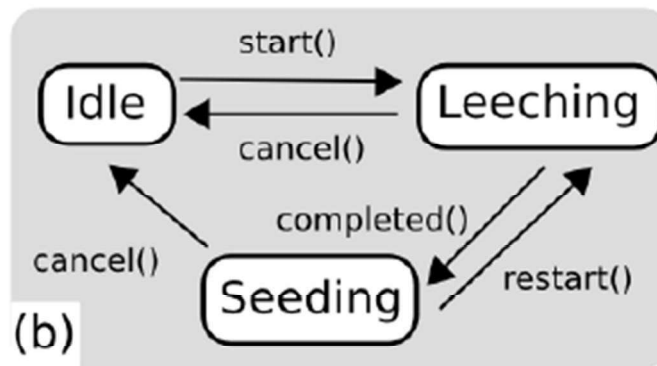 start()
Idle
Leeching
cancel()
completed()
cancel()
restart()
Seeding
(b)